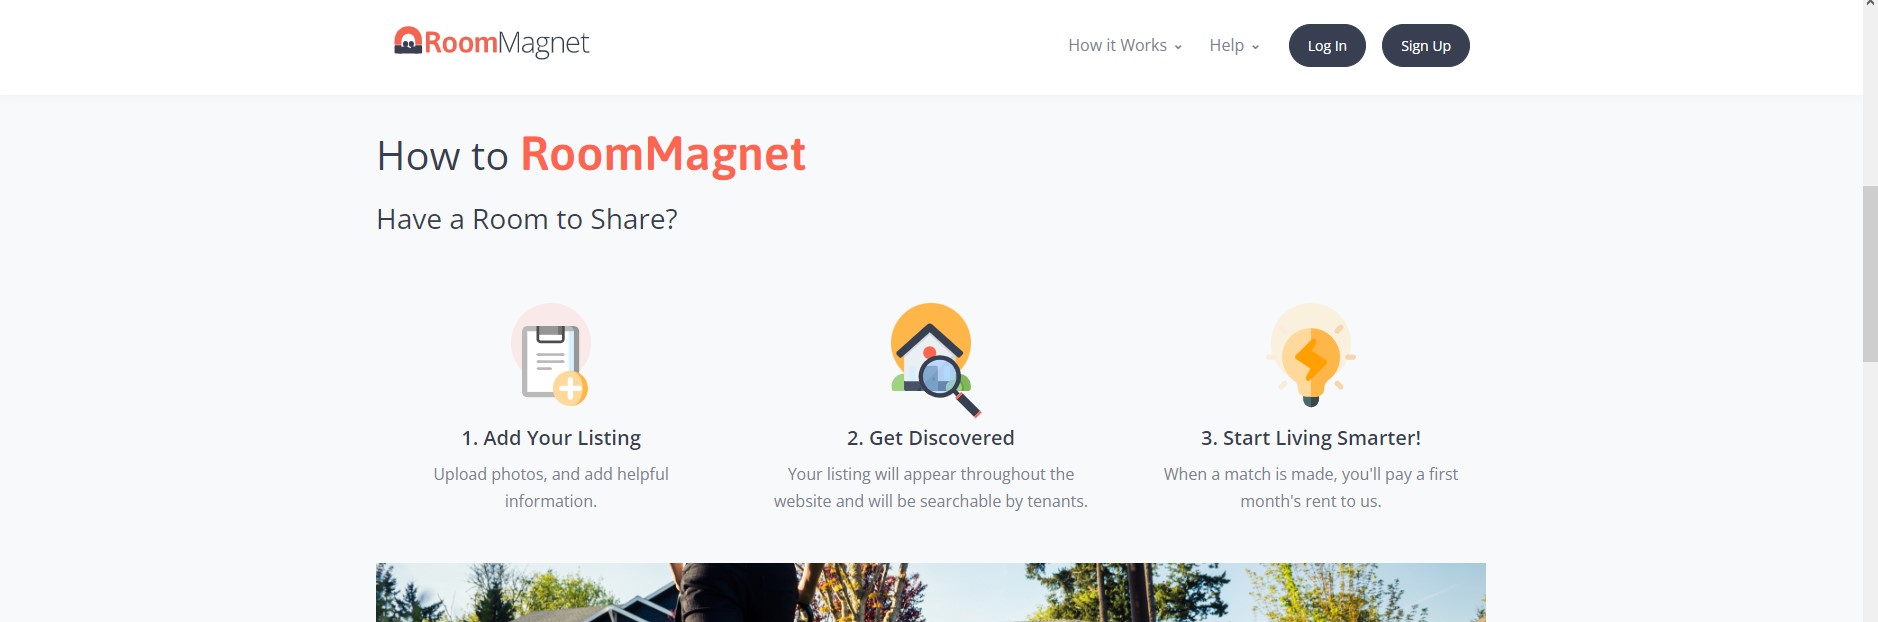 RoomMagnet
How it Works
Help
Log In
Sign Up
How to RoomMagnet
Have a Room to Share?
1. Add Your Listing
Upload photos, and add helpful
information.
2. Get Discovered
Your listing will appear throughout the
website and will be searchable by tenants.
3. Start Living Smarter!
When a match is made, you'll pay a first
month's rent to us.